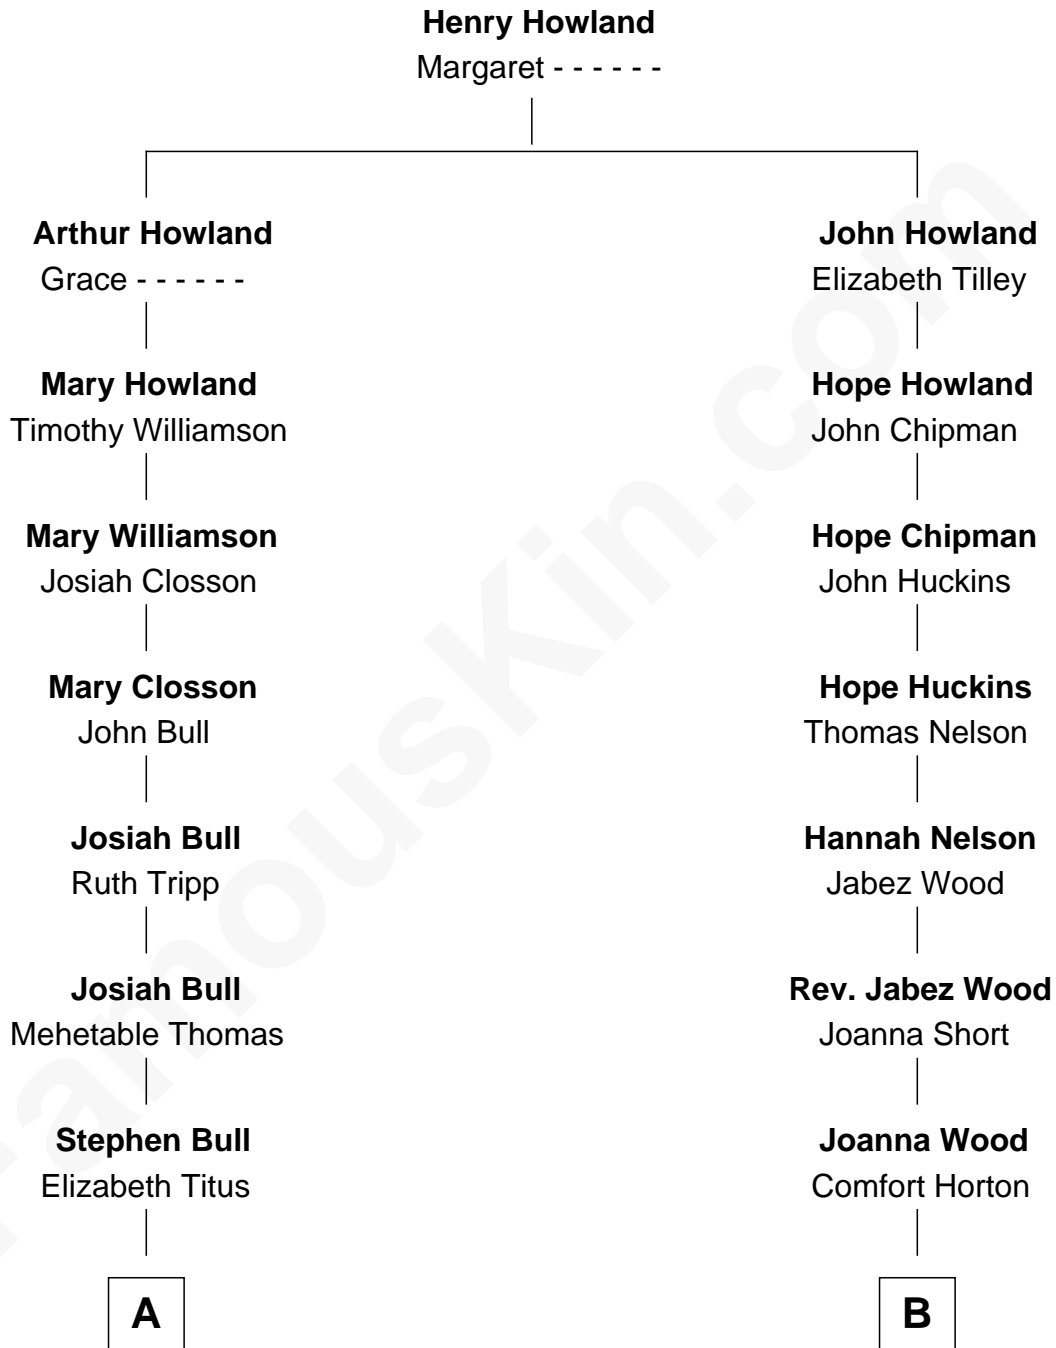 Henry Howland
Margaret - - - - - -
Arthur Howland
Grace - - - - - -
John Howland
Elizabeth Tilley
Mary Howland
Timothy Williamson
Hope Howland
John Chipman
Mary Williamson
Josiah Closson
Hope Chipman
John Huckins
Mary Closson
John Bull
Hope Huckins
Thomas Nelson
Josiah Bull
Ruth Tripp
Hannah Nelson
Jabez Wood
Josiah Bull
Mehetable Thomas
Rev. Jabez Wood
Joanna Short
Stephen Bull
Elizabeth Titus
Joanna Wood
Comfort Horton
A
B
FamousKin.com